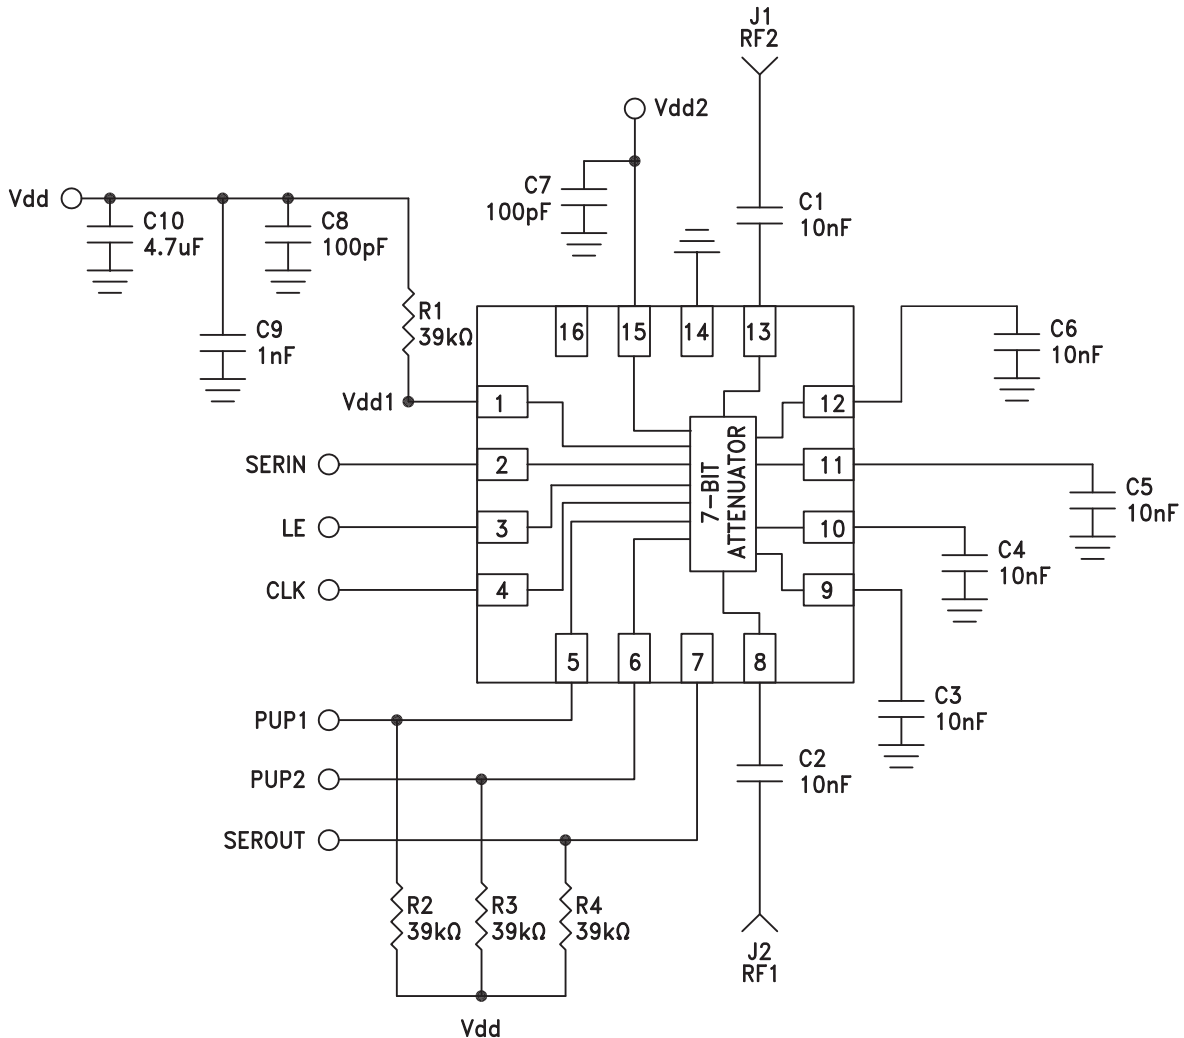 J1
RF2
Vdd2
Vdd
C10
4.7uF
C8
100pF
C7
100pF
C1
10nF
C9
1nF
R1
39kΩ
Vdd1
16
15
14
13
C6
10nF
1
12
SERIN
2
11
C5
10nF
7-BIT
ATTENUATOR
LE
3
10
C4
10nF
CLK
4
9
5
6
7
8
C3
10nF
PUP1
PUP2
SEROUT
C2
10nF
R2
39kΩ
R3
39kΩ
R4
39kΩ
J2
RF1
Vdd